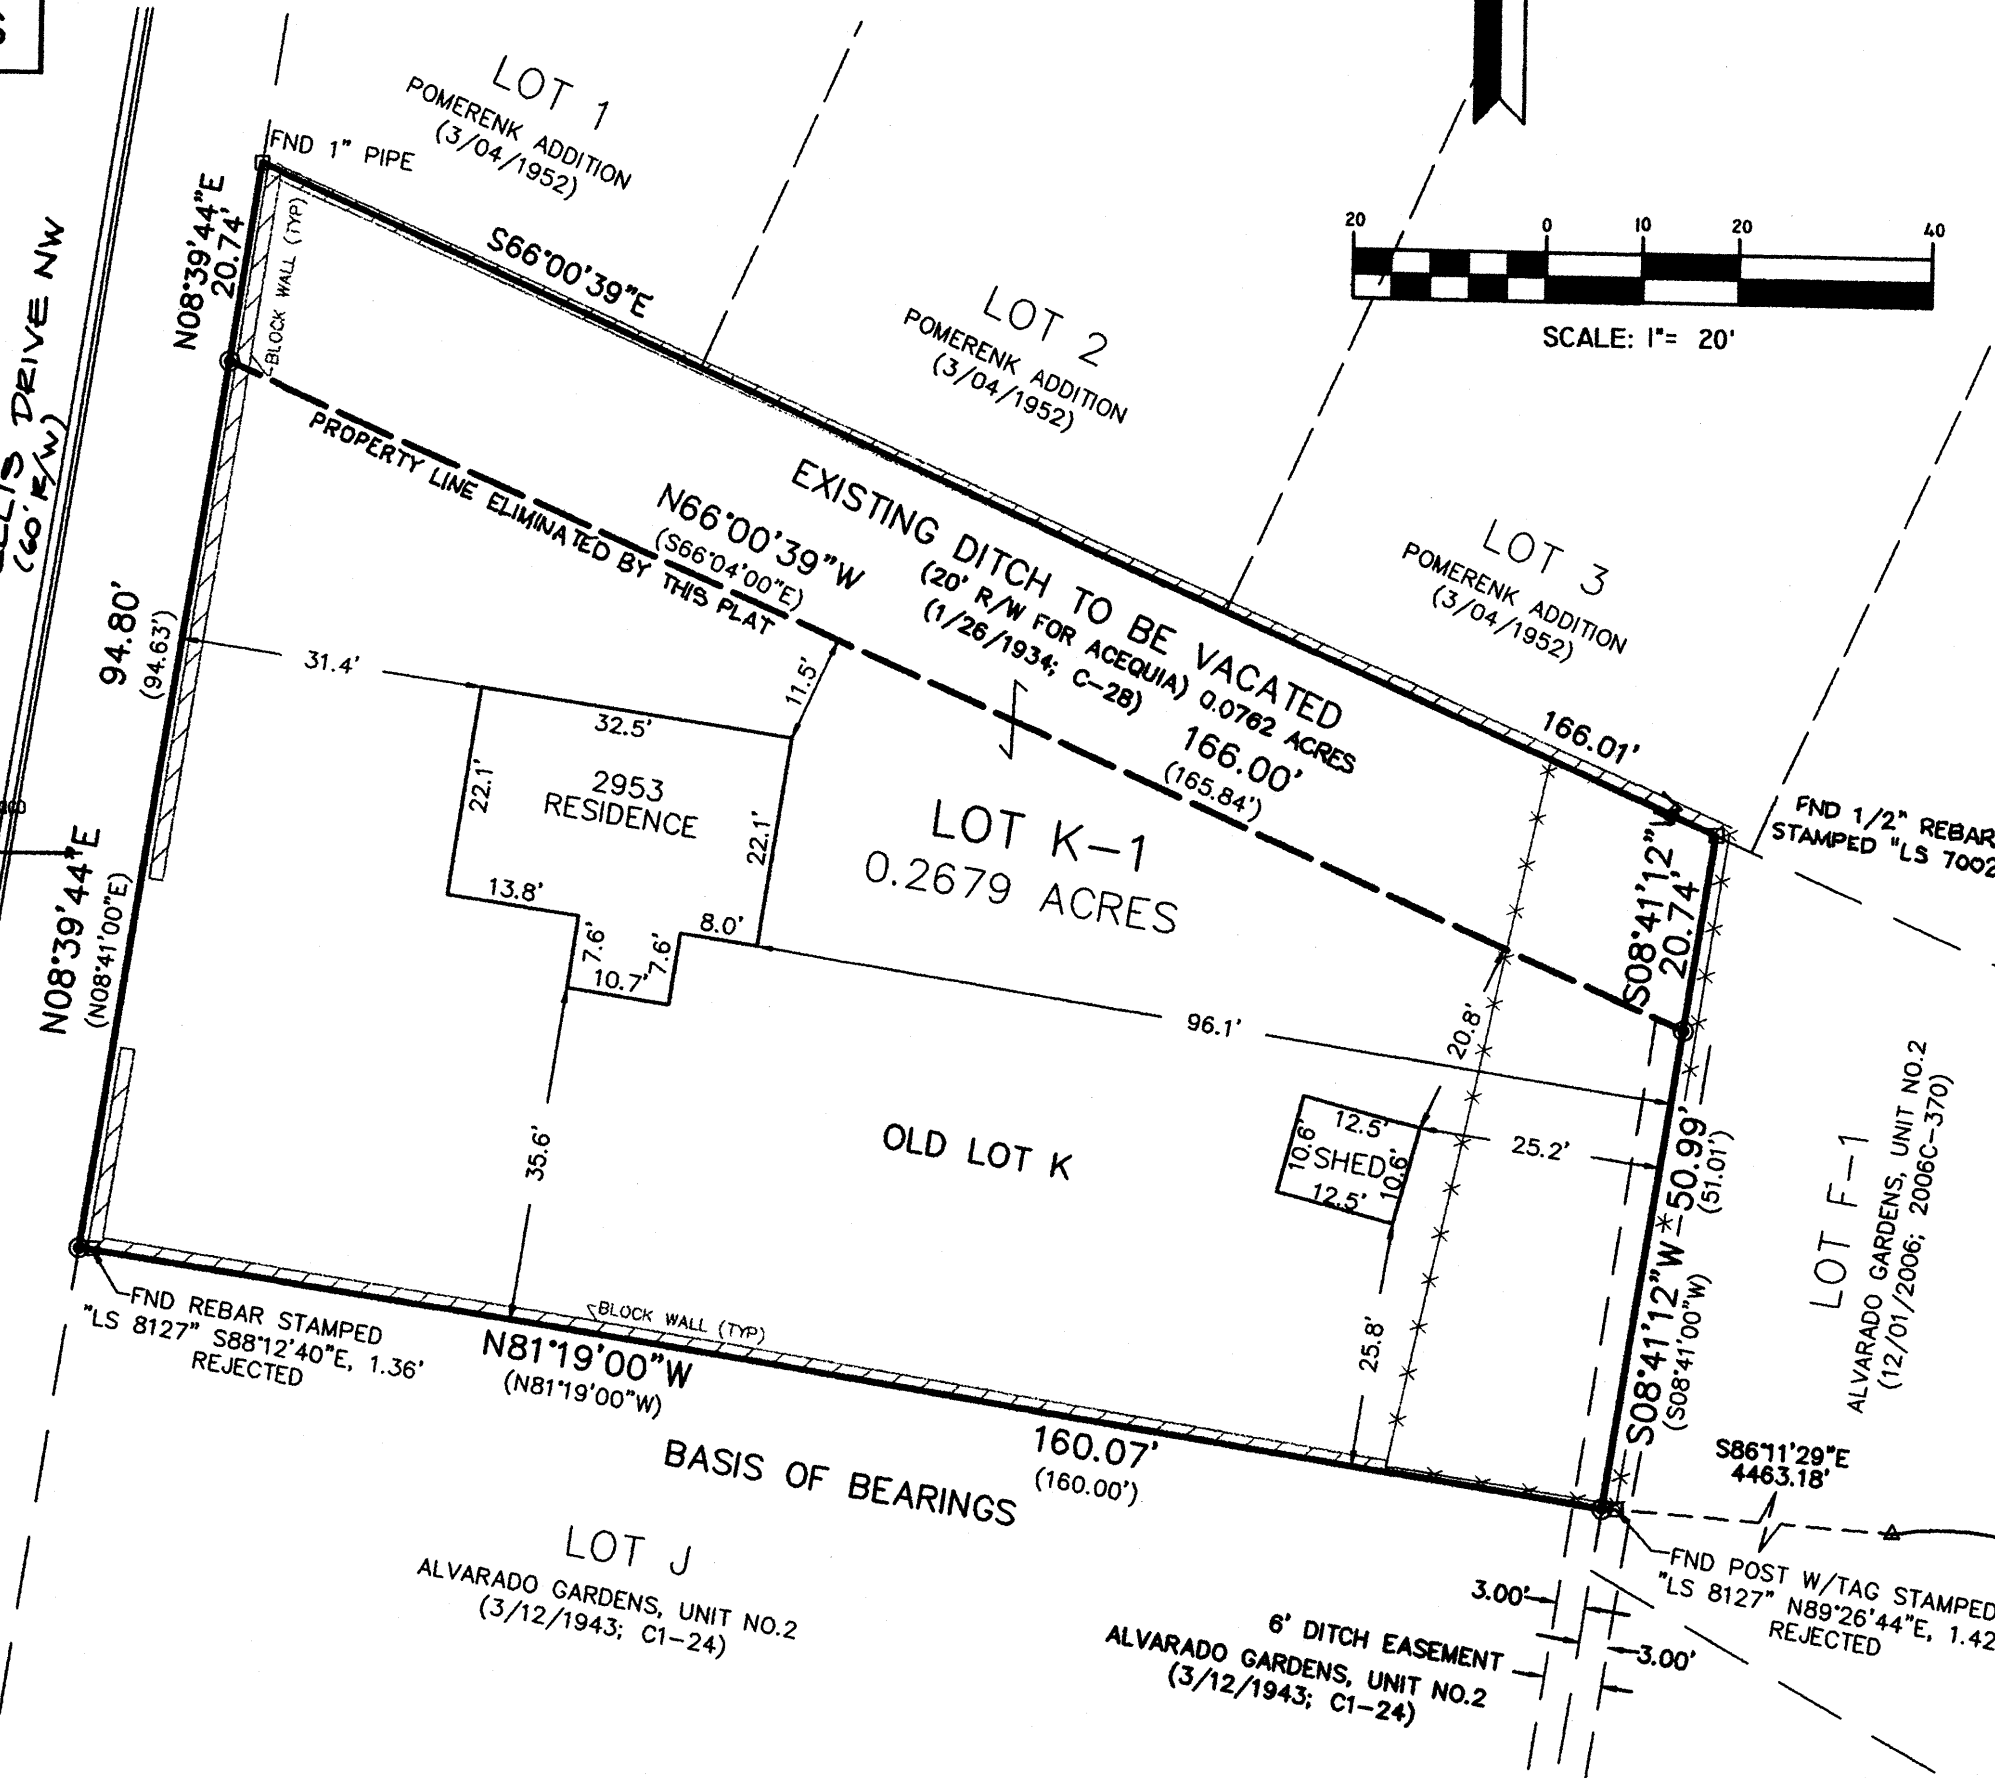 LOT 1
POMERENK ADDITION
(3/04/1952)
FND 1" PIPE
N08°39'44"E
20.74'
BLOCK WALL (TYP)
S66°00'39"E
DRIVE NW
(60' R/W)
LOT 2
POMERENK ADDITION
(3/04/1952)
20 0 10 20 40
SCALE: 1"= 20'
LOT 3
POMERENK ADDITION
(3/04/1952)
PROPERTY LINE ELIMINATED BY THIS PLAT
N66°00'39"W
(S66°04'00"E)
EXISTING DITCH TO BE VACATED
(20' R/W FOR ACEQUIA) 0.0762 ACRES
(1/26/1934; C-28)
166.00'
(165.84')
166.01'
FND 1/2" REBAR
STAMPED "LS 7002
94.80'
(94.63')
31.4'
32.5'
11.5'
22.1'
2953
RESIDENCE
22.1'
13.8'
7.6'
10.7'
7.6'
8.0'
LOT K-1
0.2679 ACRES
S08°41'12"W
20.74'
N08°39'44"E
(N08°41'00"E)
96.1'
20.8'
35.6'
OLD LOT K
12.5'
10.6'
SHED
10.6'
12.5'
25.2'
25.8'
S08°41'12"W 50.99'
(S08°41'00"W)
(51.01')
LOT F-1
ALVARADO GARDENS, UNIT NO.2
(12/01/2006; 2006C-370)
FND REBAR STAMPED
"LS 8127" S88°12'40"E, 1.36'
REJECTED
BLOCK WALL (TYP)
N81°19'00"W
(N81°19'00"W)
160.07'
(160.00')
BASIS OF BEARINGS
S86°11'29"E
4463.18'
LOT J
ALVARADO GARDENS, UNIT NO.2
(3/12/1943; C1-24)
FND POST W/TAG STAMPED
"LS 8127" N89°26'44"E, 1.42
REJECTED
3.00'
3.00'
6' DITCH EASEMENT
ALVARADO GARDENS, UNIT NO.2
(3/12/1943; C1-24)